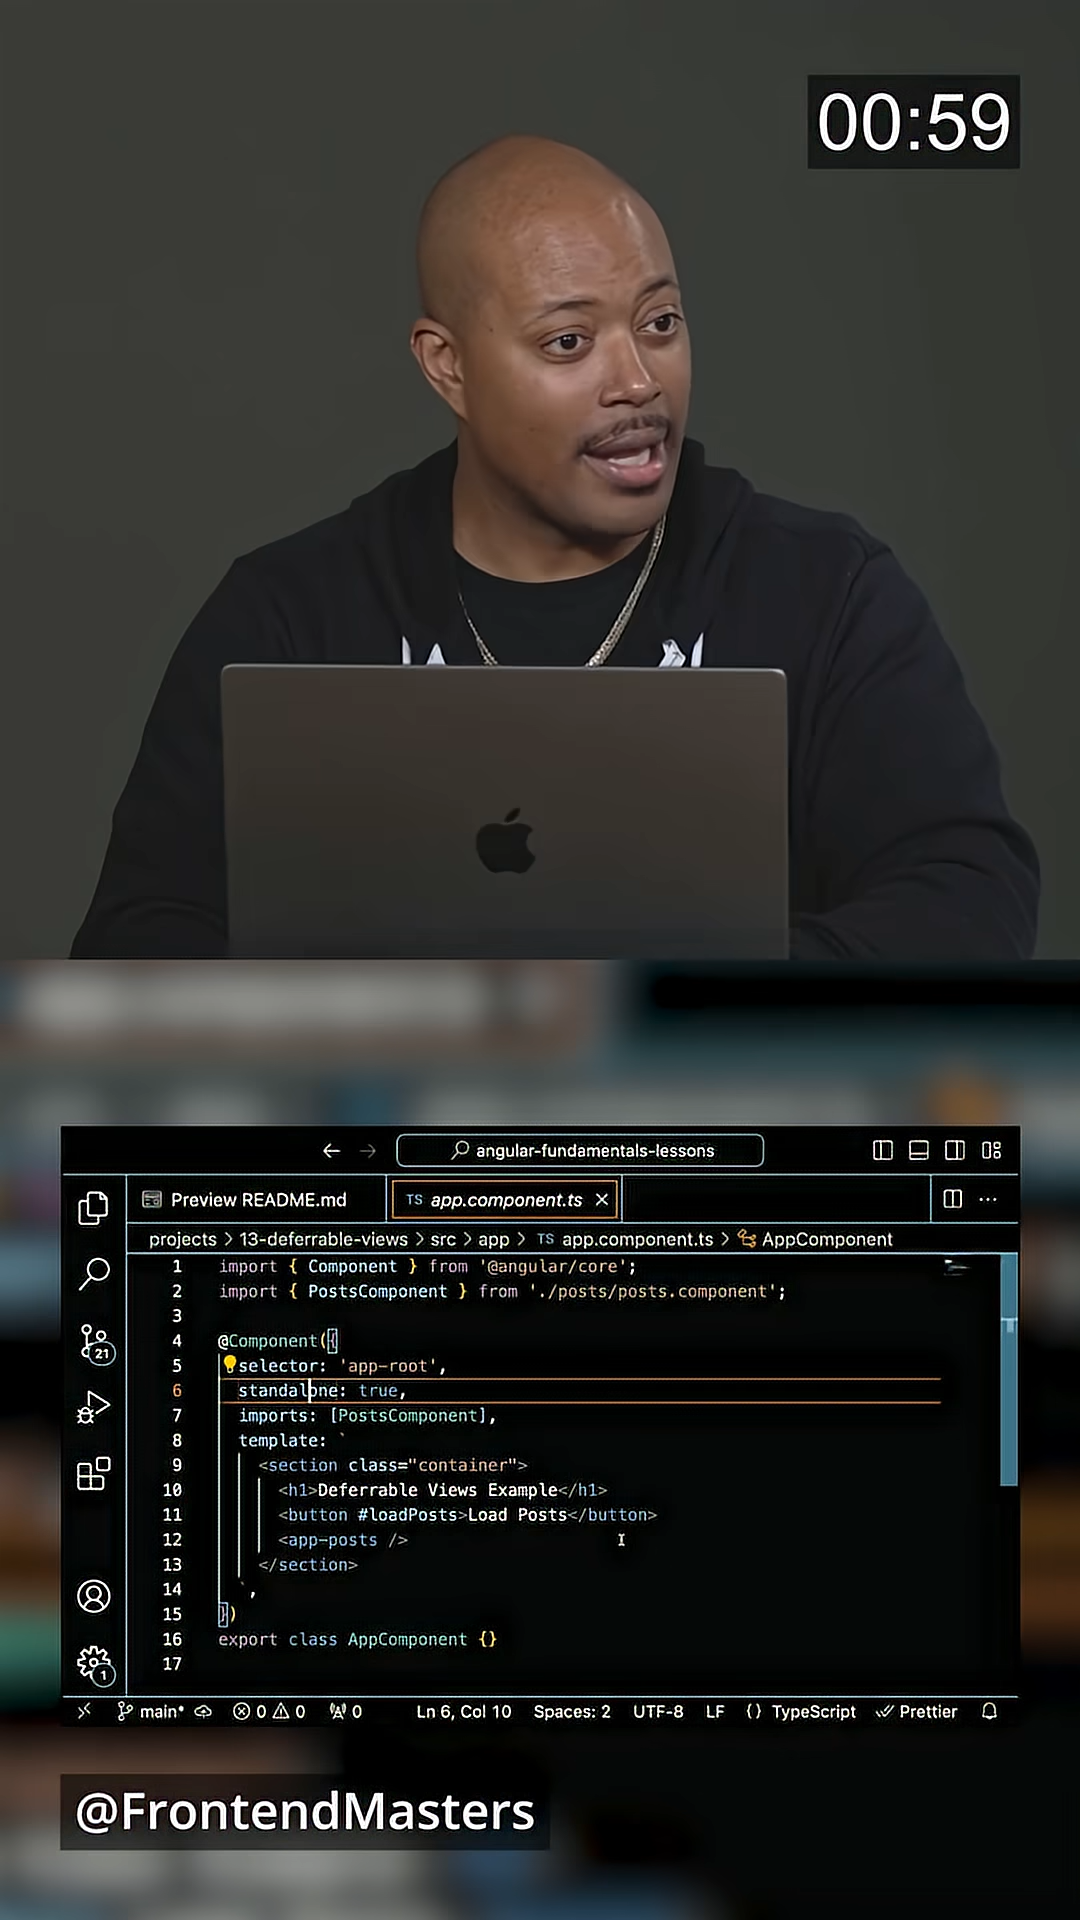 00:59
angular-fundamentals-lessons
Preview README.md
TS app.component.ts
projects > 13-deferrable-views > src > app > TS app.component.ts > AppComponent
1 import { Component } from '@angular/core';
2 import { PostsComponent } from './posts/posts.component';
3
4 @Component({
5 selector: 'app-root',
6 standalone: true,
7 imports: [PostsComponent],
8 template: `
9 <section class="container">
10 <h1>Deferrable Views Example</h1>
11 <button #loadPosts>Load Posts</button>
12 <app-posts />
13 </section>
14 `,
15 })
16 export class AppComponent {}
17
21
1
main* 0 0 0 Ln 6, Col 10 Spaces: 2 UTF-8 LF {} TypeScript Prettier
@FrontendMasters